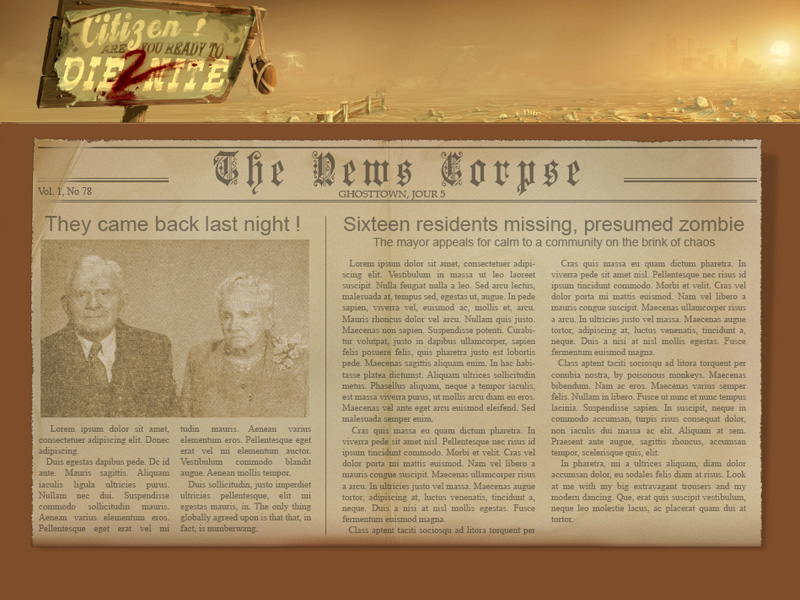 Citizen !
ARE YOU READY TO
DIE2NITE
The News Corpse
Vol. 1, No 78
GHOSTTOWN, JOUR 5
They came back last night !
Lorem ipsum dolor sit amet,
consectetuer adipiscing elit. Donec
adipiscing.
Duis egestas dapibus pede. Dc id
ante. Mauris sagittis. Aliquam
iaculis ligula ultricies purus.
Nullam nec dui. Suspendisse
commodo sollicitudin mauris.
Aenean varius elementum eros.
Pellentesque eget erat vel mi
tudin mauris. Aenean varius
elementum eros. Pellentesque eget
erat vel mi elementum auctor.
Vestibulum commodo blandit
augue. Aenean mollis tempor.
Duis sollicitudin, justo imperdiet
ultricies pellentesque, elit mi
egestas mauris, in. The only thing
globally agreed upon is that that, in
fact, is numberwang.
Sixteen residents missing, presumed zombie
The mayor appeals for calm to a community on the brink of chaos
Lorem ipsum dolor sit amet, consectetuer adipi-
scing elit. Vestibulum in massa ut leo laoreet
suscipit. Nulla feugiat nulla a leo. Sed arcu lectus,
malesuada at, tempus sed, egestas ut, augue. In pede
sapien, viverra vel, euismod ac, mollis et, arcu.
Mauris rhoncus dolor vel arcu. Nullam quis justo.
Maecenas non sapien. Suspendisse potenti. Curabi-
tur volutpat, justo in dapibus ullamcorper, sapien
felis posuere felis, quis pharetra justo est lobortis
pede. Maecenas sagittis aliquam enim. In hac habi-
tasse platea dictumst. Aliquam ultrices sollicitudin
metus. Phasellus aliquam, neque a tempor iaculis,
est massa viverra purus, ut mollis arcu diam eu eros.
Maecenas vel ante eget arcu euismod eleifend. Sed
malesuada semper enim.
Cras quis massa eu quam dictum pharetra. In
viverra pede sit amet nisl. Pellentesque nec risus id
ipsum tincidunt commodo. Morbi et velit. Cras vel
dolor porta mi mattis euismod. Nam vel libero a
mauris congue suscipit. Maecenas ullamcorper risus
a arcu. In ultricies justo vel massa. Maecenas augue
tortor, adipiscing at, luctus venenatis, tincidunt a,
neque. Duis a nisi at nisl mollis egestas. Fusce
fermentum euismod magna.
Class aptent taciti sociosqu ad litora torquent per
Cras quis massa eu quam dictum pharetra. In
viverra pede sit amet nisl. Pellentesque nec risus id
ipsum tincidunt commodo. Morbi et velit. Cras vel
dolor porta mi mattis euismod. Nam vel libero a
mauris congue suscipit. Maecenas ullamcorper risus
a arcu. In ultricies justo vel massa. Maecenas augue
tortor, adipiscing at, luctus venenatis, tincidunt a,
neque. Duis a nisi at nisl mollis egestas. Fusce
fermentum euismod magna.
Class aptent taciti sociosqu ad litora torquent per
conubia nostra, by poisonous monkeys. Maecenas
bibendum. Nam ac eros. Maecenas varius semper
felis. Nullam in libero. Fusce ut nunc et nunc tempus
lacinia. Suspendisse sapien. In suscipit, neque in
commodo accumsan, turpis risus consequat dolor,
imperdiet massa magna ac elit. Aliquam at sem.
Praesent ante augue, sagittis rhoncus, accumsan
tempor, scelerisque quis, elit.
In pharetra, mi a ultrices aliquam, diam dolor
accumsan dolor, eu sodales felis diam at risus. Look
at me with my big extravagant trousers and my
modern dancing. Que, erat quis suscipit vestibulum,
neque leo molestie lacus, ac placerat quam dui at
tortor.